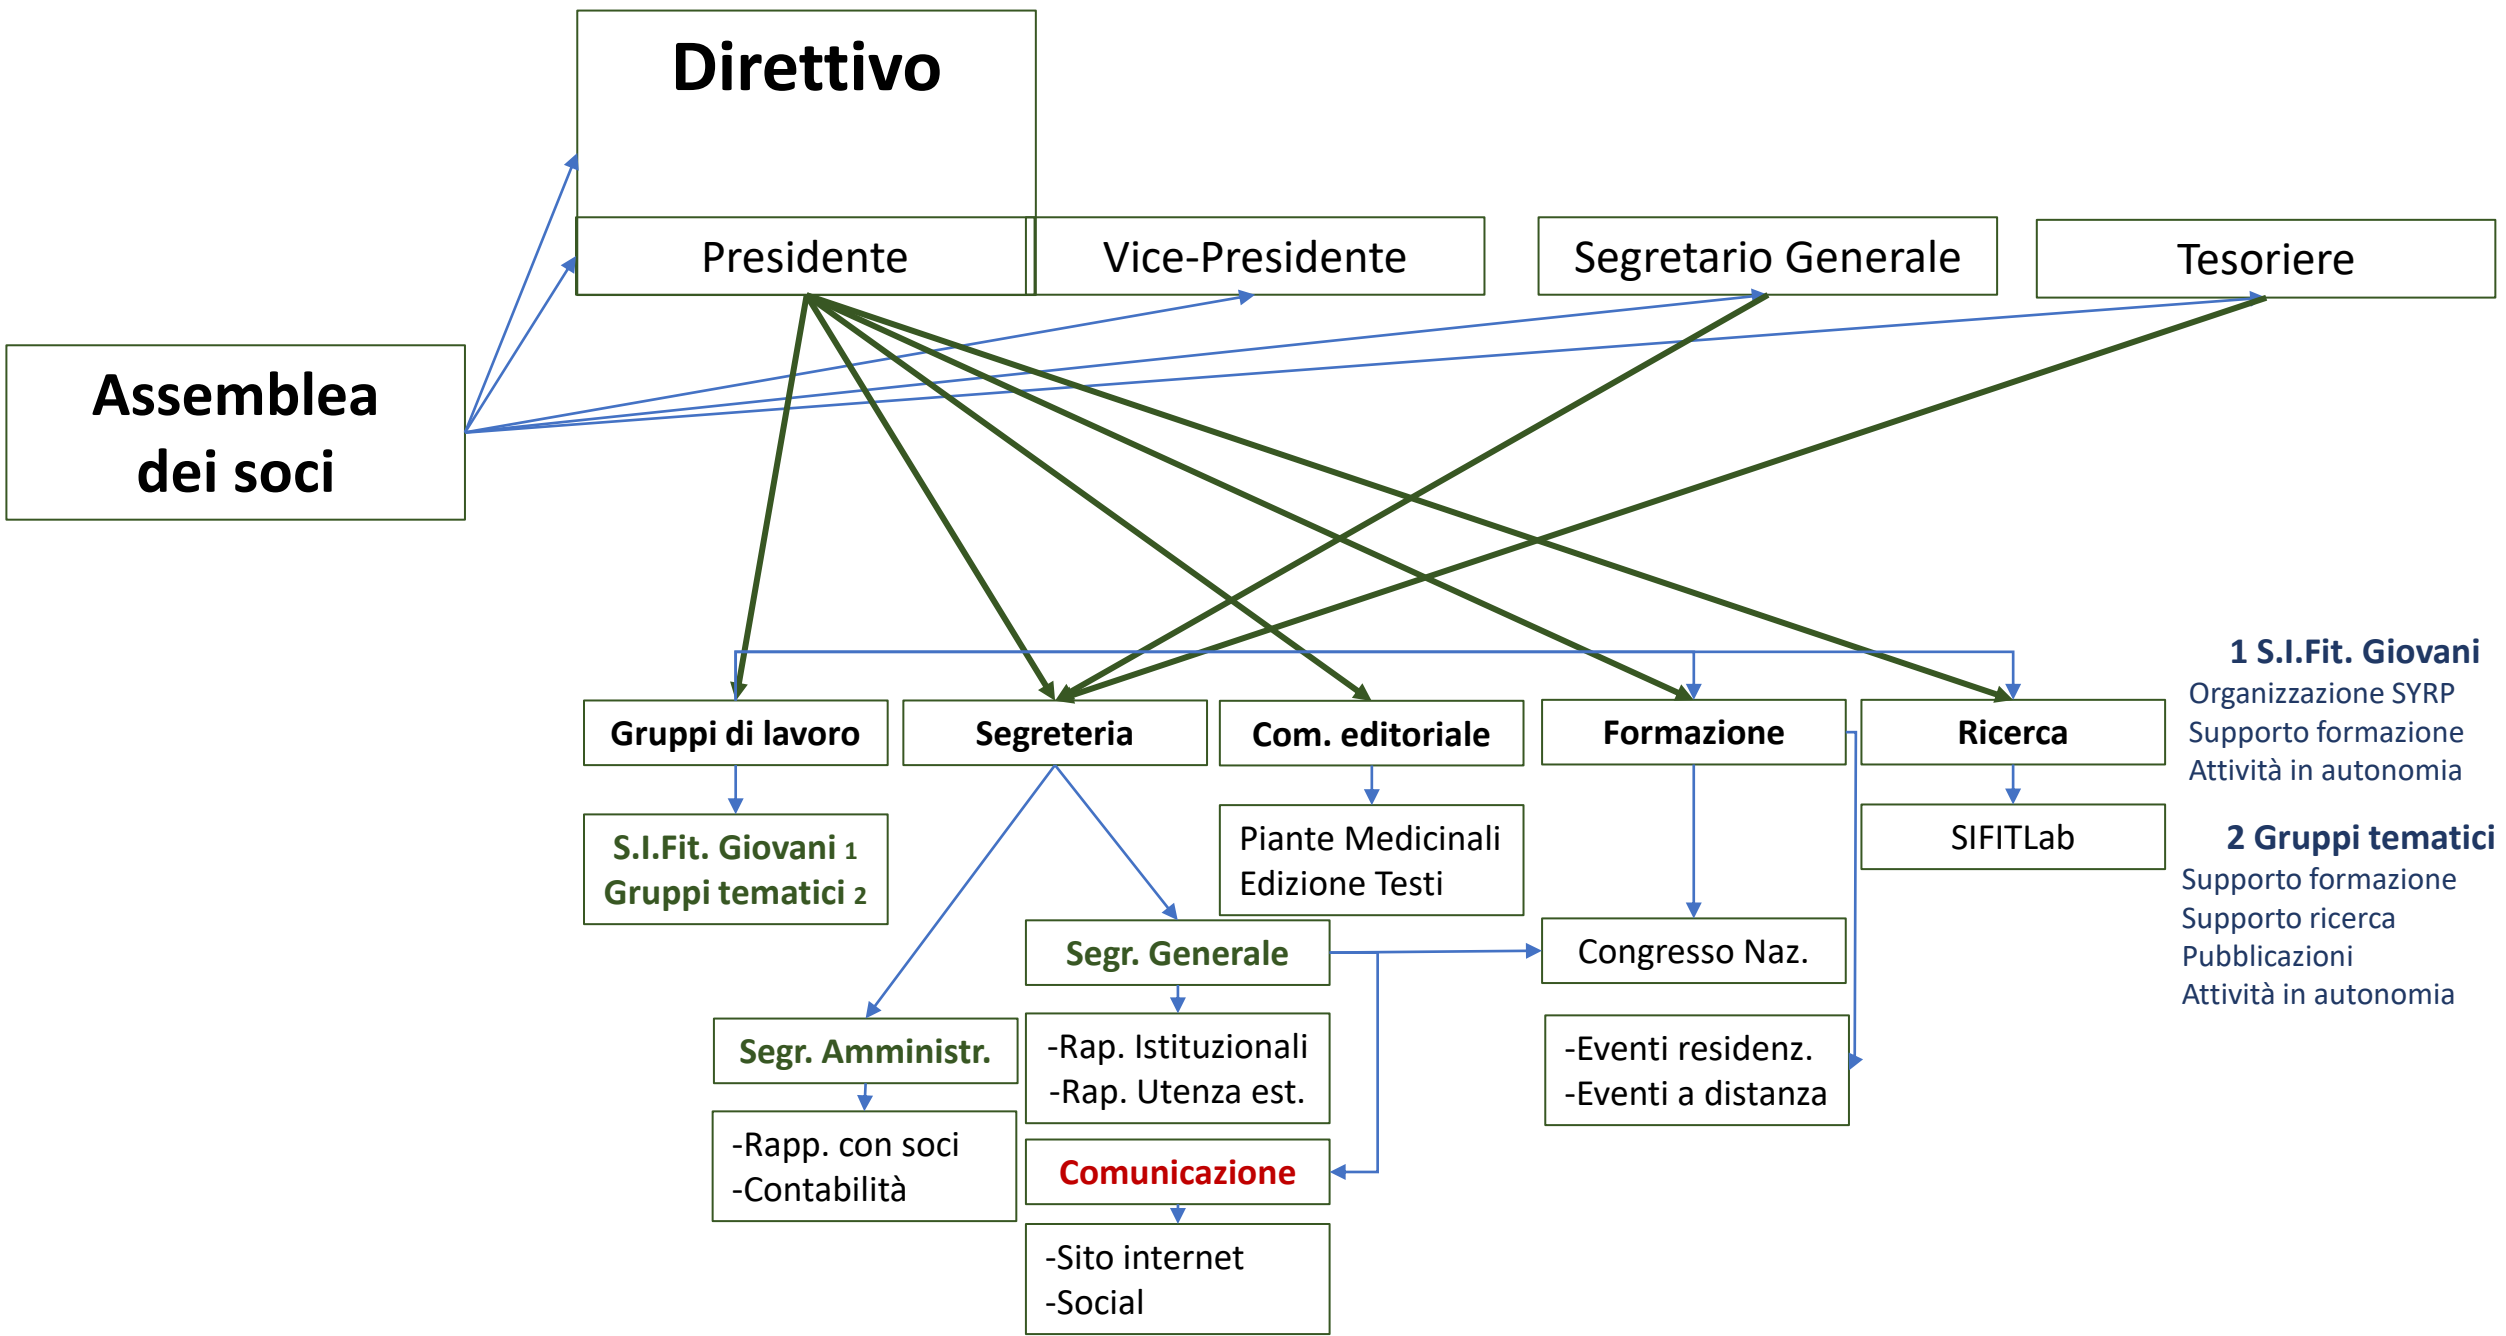 Direttivo
Presidente
Vice-Presidente
Segretario Generale
Tesoriere
Assemblea
dei soci
Gruppi di lavoro
Segreteria
Com. editoriale
Formazione
Ricerca
S.I.Fit. Giovani 1
Gruppi tematici 2
Piante Medicinali
Edizione Testi
SIFITLab
Segr. Generale
Congresso Naz.
Segr. Amministr.
-Rap. Istituzionali
-Rap. Utenza est.
-Eventi residenz.
-Eventi a distanza
-Rapp. con soci
-Contabilità
Comunicazione
-Sito internet
-Social
1 S.I.Fit. Giovani
Organizzazione SYRP
Supporto formazione
Attività in autonomia
2 Gruppi tematici
Supporto formazione
Supporto ricerca
Pubblicazioni
Attività in autonomia